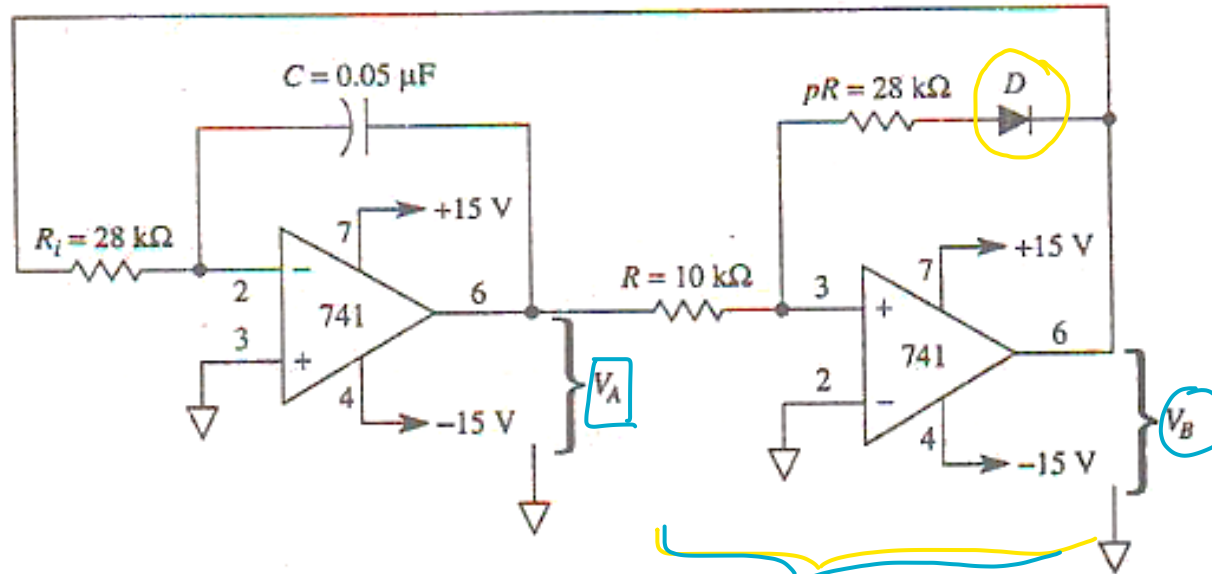 C = 0.05 μF
pR = 28 kΩ
D
Rᵢ = 28 kΩ
7
+15 V
2
741
6
3
4
−15 V
V_A
R = 10 kΩ
3
7
+15 V
741
6
2
4
−15 V
V_B
−
+
+
−